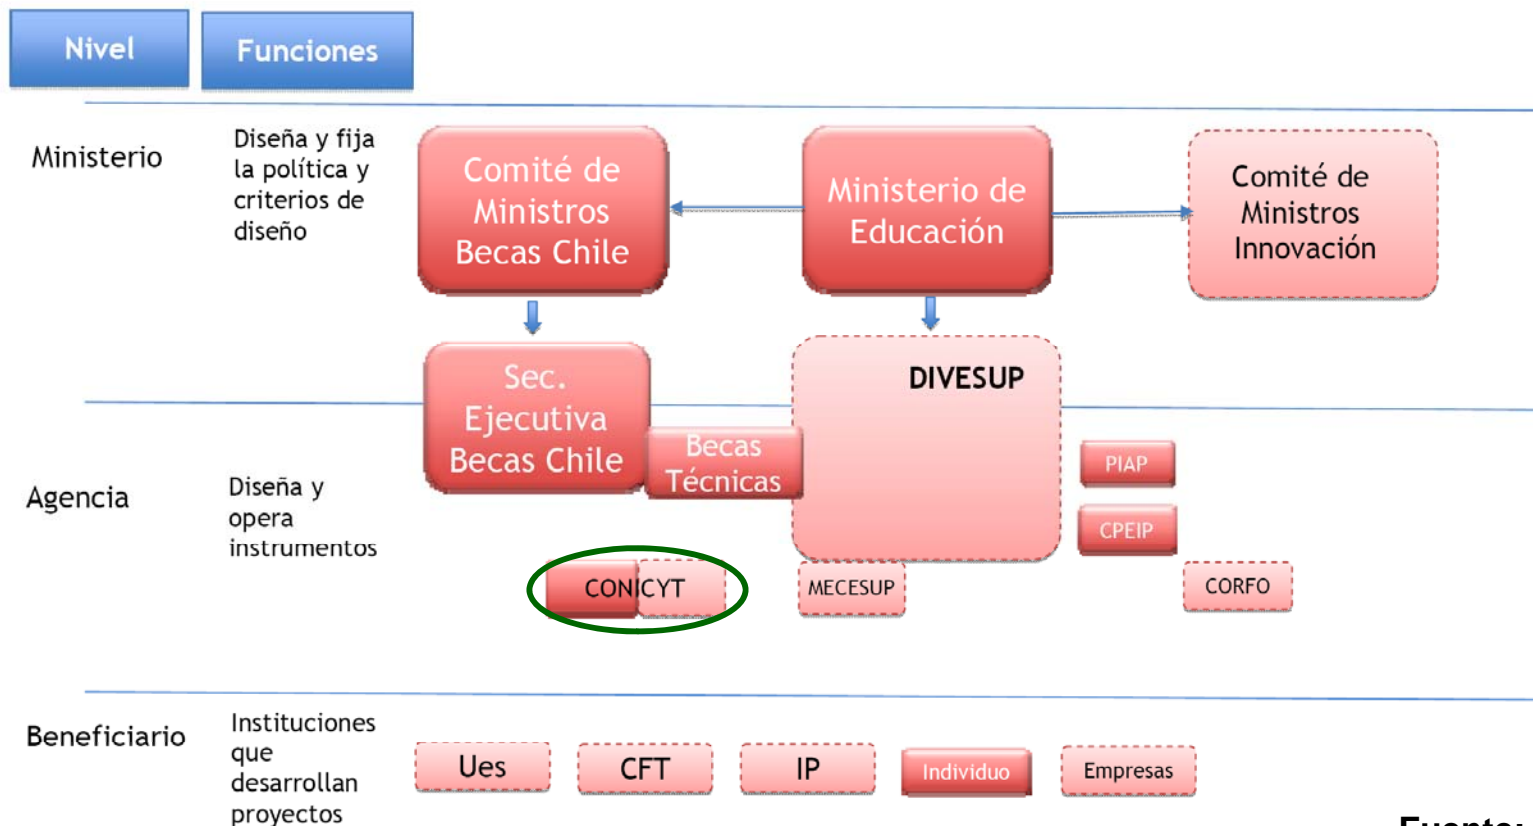 Nivel
Funciones
Ministerio
Diseña y fija
la política y
criterios de
diseño
Comité de
Ministros
Becas Chile
Ministerio de
Educación
Comité de
Ministros
Innovación
Sec.
Ejecutiva
Becas Chile
DIVESUP
Becas
Técnicas
PIAP
Agencia
Diseña y
opera
instrumentos
CPEIP
CONICYT
MECESUP
CORFO
Beneficiario
Instituciones
que
desarrollan
proyectos
Ues
CFT
IP
Individuo
Empresas
Fuente: